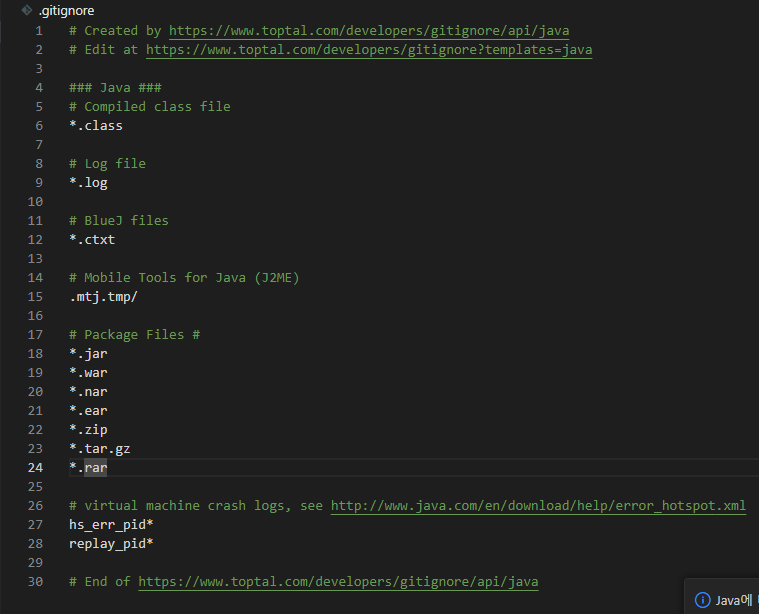 .gitignore
1 # Created by https://www.toptal.com/developers/gitignore/api/java
2 # Edit at https://www.toptal.com/developers/gitignore?templates=java
3
4 ### Java ###
5 # Compiled class file
6 *.class
7
8 # Log file
9 *.log
10
11 # BlueJ files
12 *.ctxt
13
14 # Mobile Tools for Java (J2ME)
15 .mtj.tmp/
16
17 # Package Files #
18 *.jar
19 *.war
20 *.nar
21 *.ear
22 *.zip
23 *.tar.gz
24 *.rar
25
26 # virtual machine crash logs, see http://www.java.com/en/download/help/error_hotspot.xml
27 hs_err_pid*
28 replay_pid*
29
30 # End of https://www.toptal.com/developers/gitignore/api/java
Java에